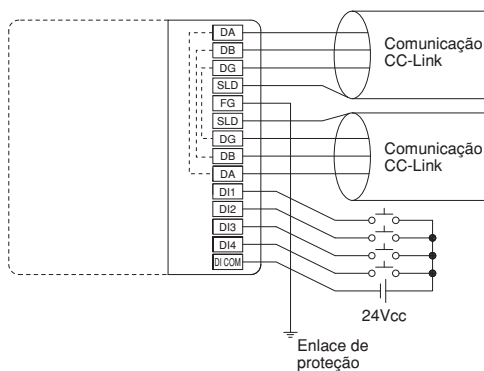 DA
DB
DG
SLD
FG
SLD
DG
DB
DA
DI1
DI2
DI3
DI4
DI COM
Comunicação
CC-Link
Comunicação
CC-Link
24Vcc
Enlace de
proteção